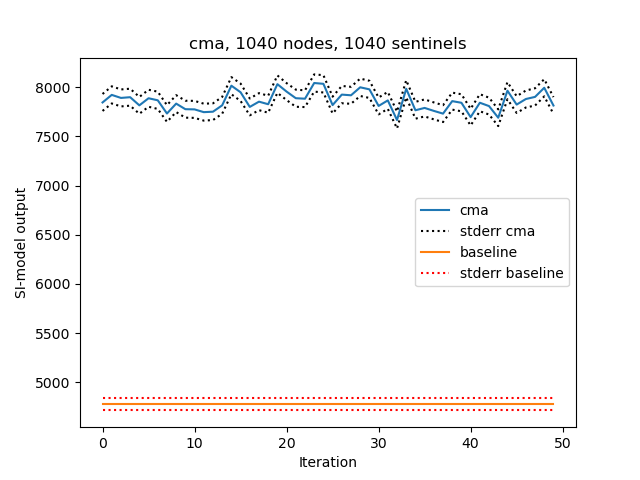 cma, 1040 nodes, 1040 sentinels
SI-model output
8000
7500
7000
6500
6000
5500
5000
cma
stderr cma
baseline
stderr baseline
0
10
20
30
40
50
Iteration